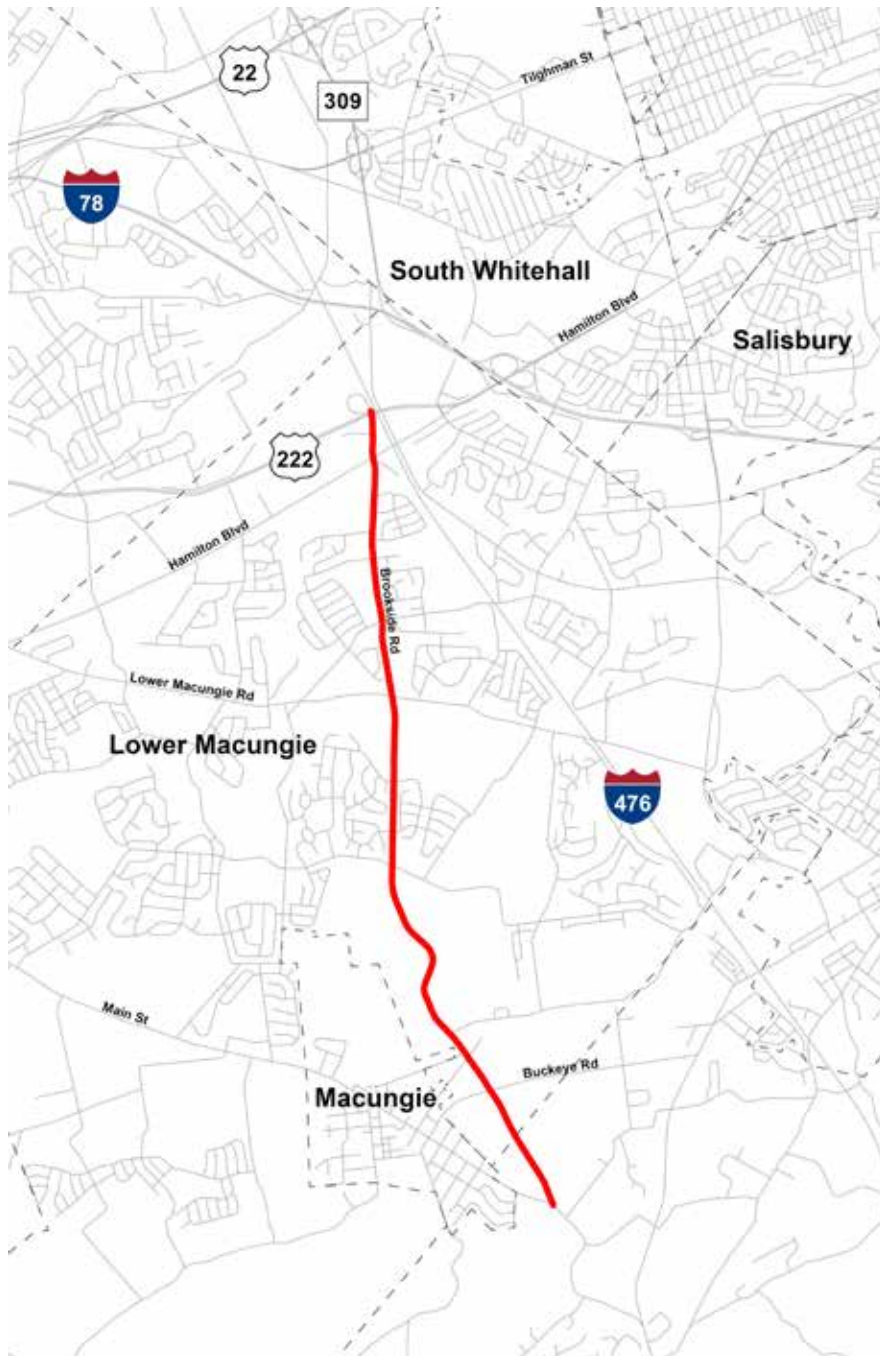 Tilghman St
22
309
78
South Whitehall
Hamilton Blvd
Salisbury
222
Hamilton Blvd
Brookside Rd
Lower Macungie Rd
Lower Macungie
476
Main St
Buckeye Rd
Macungie